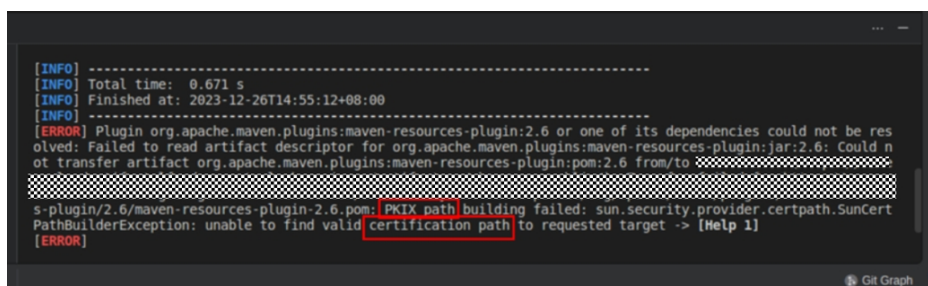 [INFO] ------------------------------------------------------------------------
[INFO] Total time:  0.671 s
[INFO] Finished at: 2023-12-26T14:55:12+08:00
[INFO] ------------------------------------------------------------------------
[ERROR] Plugin org.apache.maven.plugins:maven-resources-plugin:2.6 or one of its dependencies could not be res
olved: Failed to read artifact descriptor for org.apache.maven.plugins:maven-resources-plugin:jar:2.6: Could n
ot transfer artifact org.apache.maven.plugins:maven-resources-plugin:pom:2.6 from/to
s-plugin/2.6/maven-resources-plugin-2.6.pom: PKIX path building failed: sun.security.provider.certpath.SunCert
PathBuilderException: unable to find valid certification path to requested target -> [Help 1]
[ERROR]
Git Graph